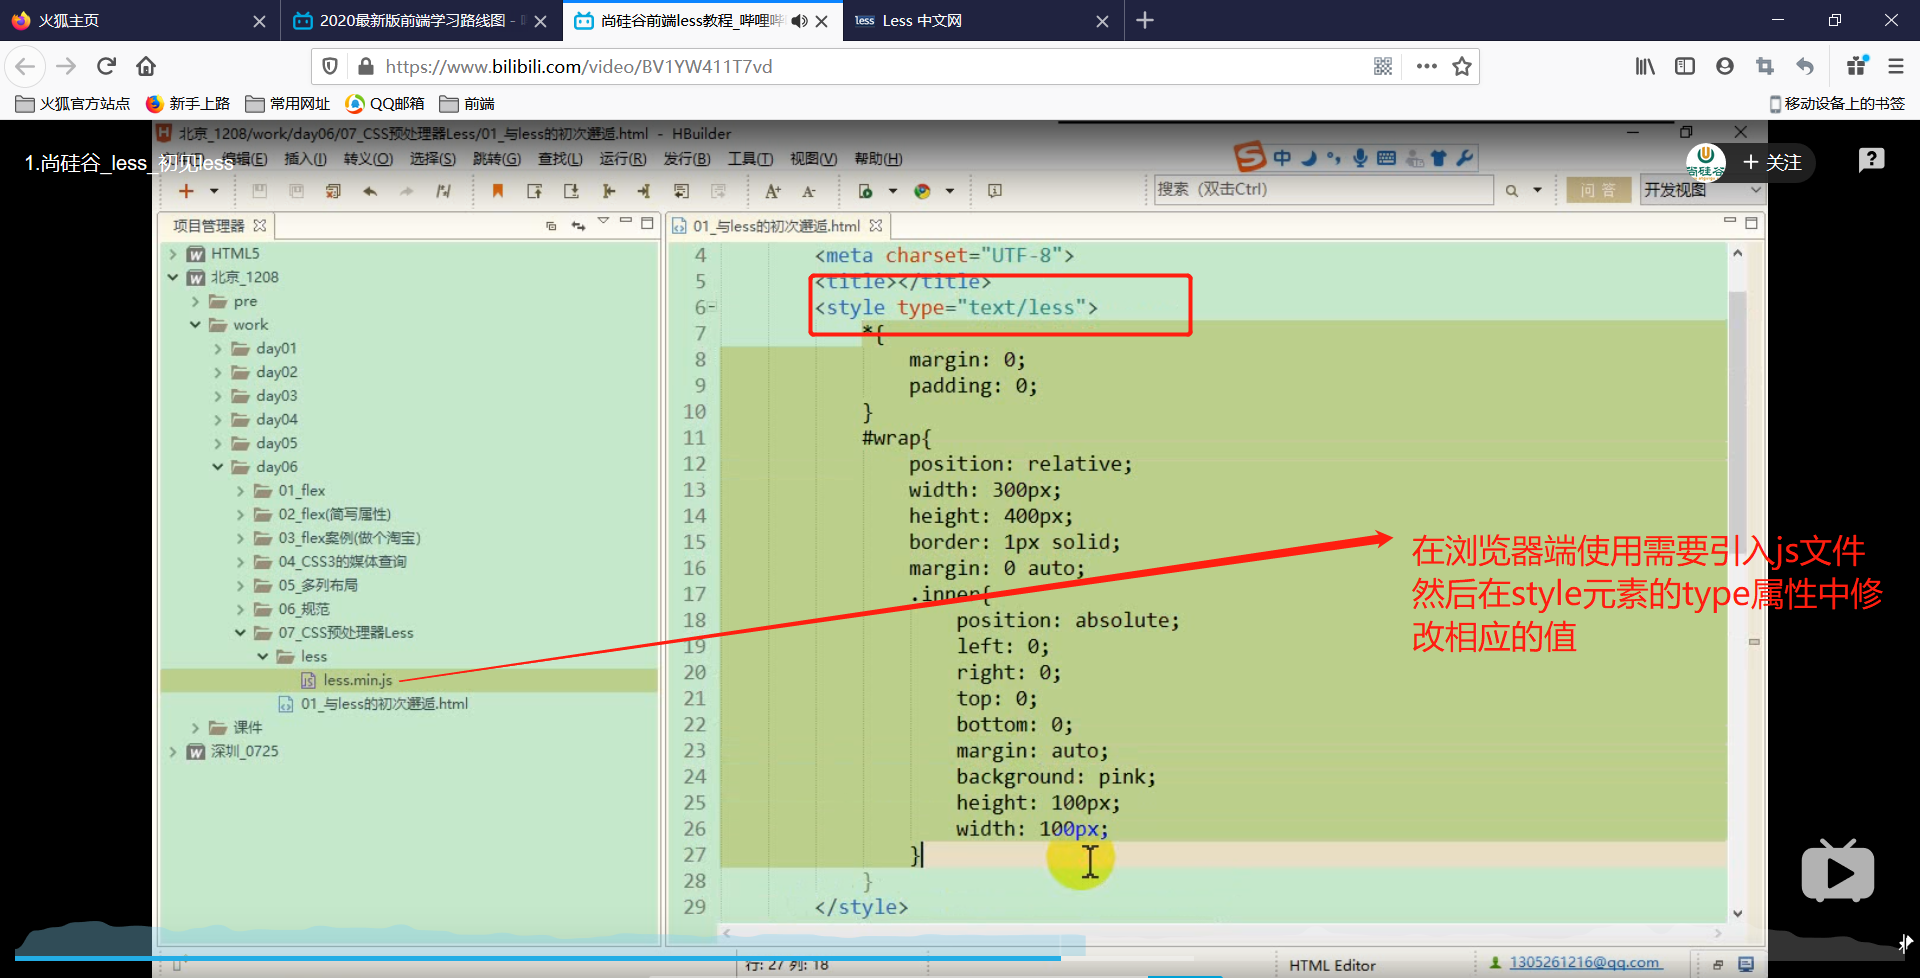 火狐主页
2020最新版前端学习路线图 -
尚硅谷前端less教程_哔哩哔
less Less 中文网
https://www.bilibili.com/video/BV1YW411T7vd
火狐官方站点 新手上路 常用网址 QQ邮箱 前端
移动设备上的书签
北京_1208/work/day06/07_CSS预处理器Less/01_与less的初次邂逅.html - HBuilder
1.尚硅谷_less_初见less
编辑(E) 插入(I) 转义(O) 选择(S) 跳转(G) 查找(L) 运行(R) 发行(B) 工具(T) 视图(V) 帮助(H)
中
尚硅谷
+ 关注
搜索 (双击Ctrl)
问 答
开发视图
项目管理器
01_与less的初次邂逅.html
HTML5
北京_1208
pre
work
day01
day02
day03
day04
day05
day06
01_flex
02_flex(简写属性)
03_flex案例(做个淘宝)
04_CSS3的媒体查询
05_多列布局
06_规范
07_CSS预处理器Less
less
less.min.js
01_与less的初次邂逅.html
课件
深圳_0725
4 <meta charset="UTF-8">
5 <title></title>
6 <style type="text/less">
7 *{
8 margin: 0;
9 padding: 0;
10 }
11 #wrap{
12 position: relative;
13 width: 300px;
14 height: 400px;
15 border: 1px solid;
16 margin: 0 auto;
17 .inner{
18 position: absolute;
19 left: 0;
20 right: 0;
21 top: 0;
22 bottom: 0;
23 margin: auto;
24 background: pink;
25 height: 100px;
26 width: 100px;
27 }
28 }
29 </style>
在浏览器端使用需要引入js文件
然后在style元素的type属性中修
改相应的值
行: 27 列: 18
HTML Editor
1305261216@qq.com